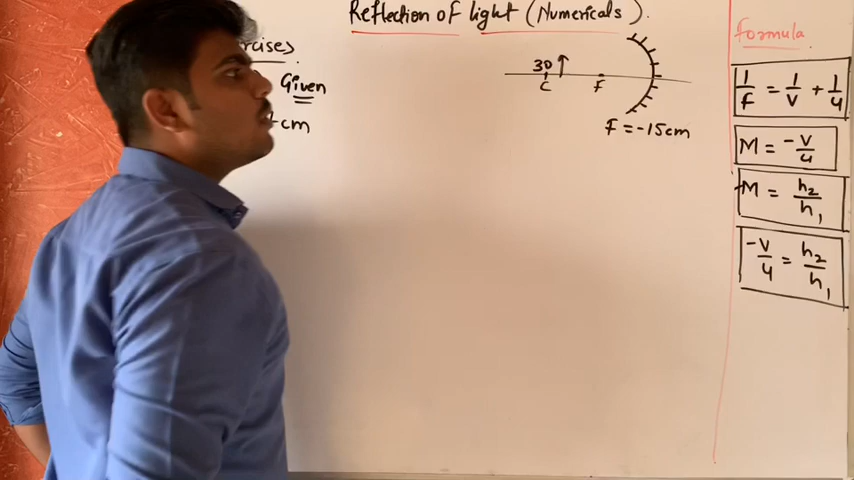 Reflection of light (Numericals).
Given
cm
30
C
F
F = -15cm
formula
1/f = 1/v + 1/u
M = -v/u
M = h2/h1
-v/u = h2/h1